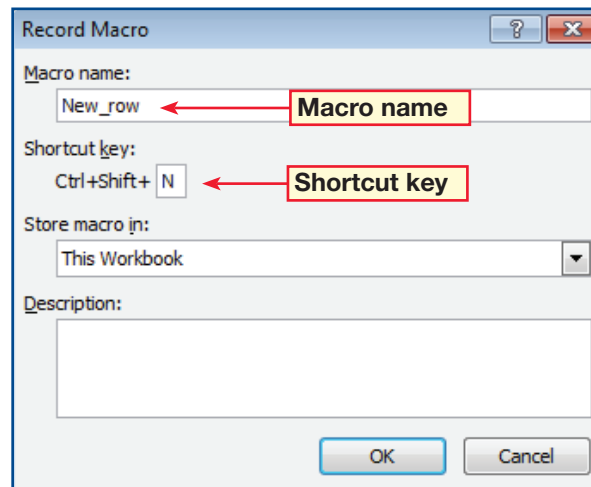 Record Macro
?
Macro name:
New_row
Macro name
Shortcut key:
Ctrl+Shift+ N
Shortcut key
Store macro in:
This Workbook
Description:
OK Cancel